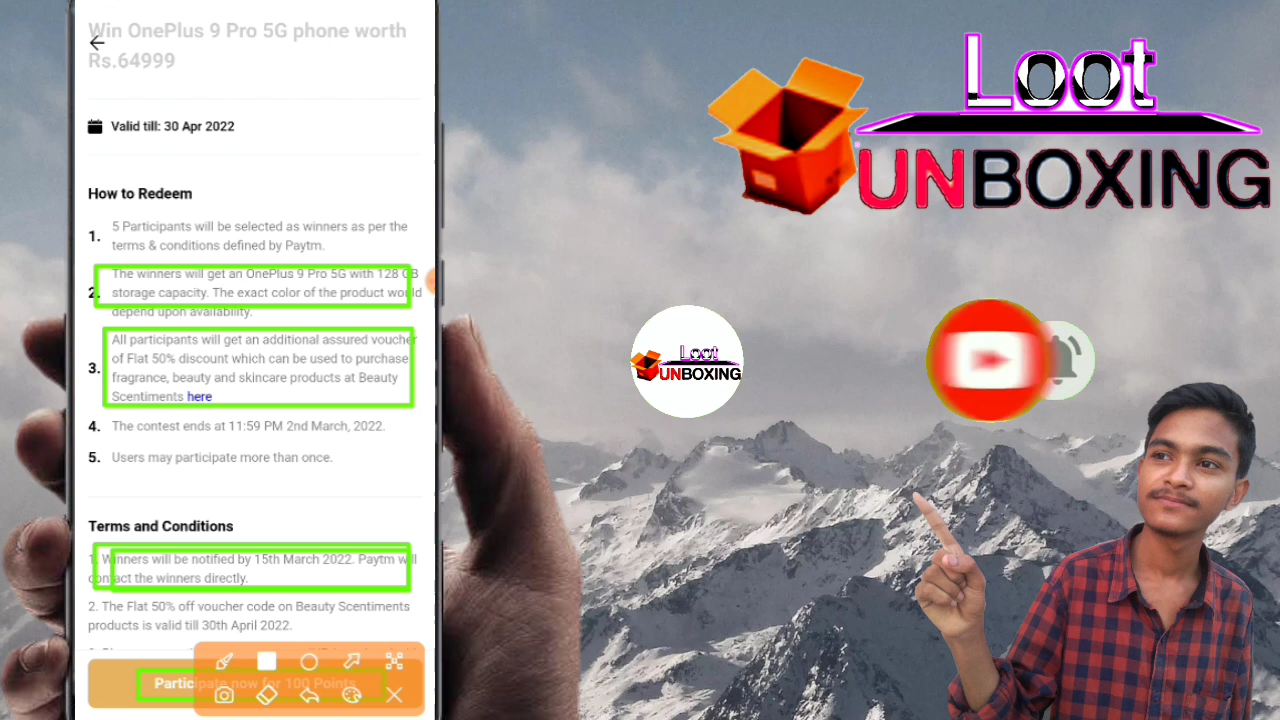 Win OnePlus 9 Pro 5G phone worth
Rs.64999
Valid till: 30 Apr 2022
How to Redeem
1. 5 Participants will be selected as winners as per the
terms & conditions defined by Paytm.
2. The winners will get an OnePlus 9 Pro 5G with 128 GB
storage capacity. The exact color of the product would
depend upon availability.
3. All participants will get an additional assured voucher
of Flat 50% discount which can be used to purchase
fragrance, beauty and skincare products at Beauty
Scentiments here
4. The contest ends at 11:59 PM 2nd March, 2022.
5. Users may participate more than once.
Terms and Conditions
1. Winners will be notified by 15th March 2022. Paytm will
contact the winners directly.
2. The Flat 50% off voucher code on Beauty Scentiments
products is valid till 30th April 2022.
Participate now for 100 Points
Loot
UNBOXING
Loot
UNBOXING